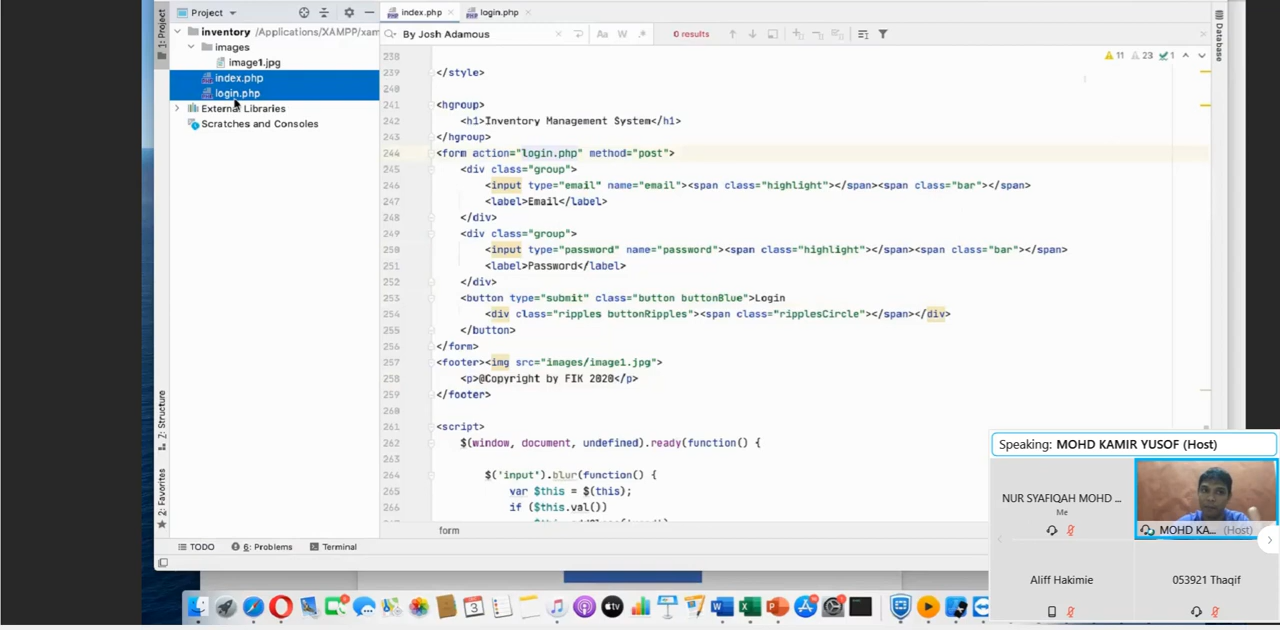 Project
index.php
login.php
1: Project
inventory /Applications/XAMPP/xam
images
image1.jpg
index.php
login.php
External Libraries
Scratches and Consoles
By Josh Adamous
Aa W .*
0 results
Database
11 23 1
238
239 </style>
240
241 <hgroup>
242 <h1>Inventory Management System</h1>
243 </hgroup>
244 <form action="login.php" method="post">
245 <div class="group">
246 <input type="email" name="email"><span class="highlight"></span><span class="bar"></span>
247 <label>Email</label>
248 </div>
249 <div class="group">
250 <input type="password" name="password"><span class="highlight"></span><span class="bar"></span>
251 <label>Password</label>
252 </div>
253 <button type="submit" class="button buttonBlue">Login
254 <div class="ripples buttonRipples"><span class="ripplesCircle"></span></div>
255 </button>
256 </form>
257 <footer><img src="images/image1.jpg">
258 <p>@Copyright by FIK 2020</p>
259 </footer>
260
261 <script>
262 $(window, document, undefined).ready(function() {
263
264 $('input').blur(function() {
265 var $this = $(this);
266 if ($this.val())
form
Z: Structure
2: Favorites
TODO
6: Problems
Terminal
Speaking: MOHD KAMIR YUSOF (Host)
NUR SYAFIQAH MOHD ...
Me
MOHD KA... (Host)
Aliff Hakimie
053921 Thaqif
3
tv